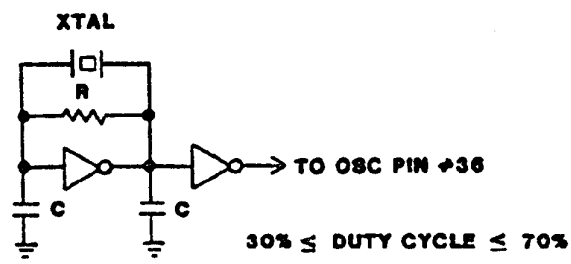 XTAL
R
TO OSC PIN #36
C
C
30% ≤ DUTY CYCLE ≤ 70%